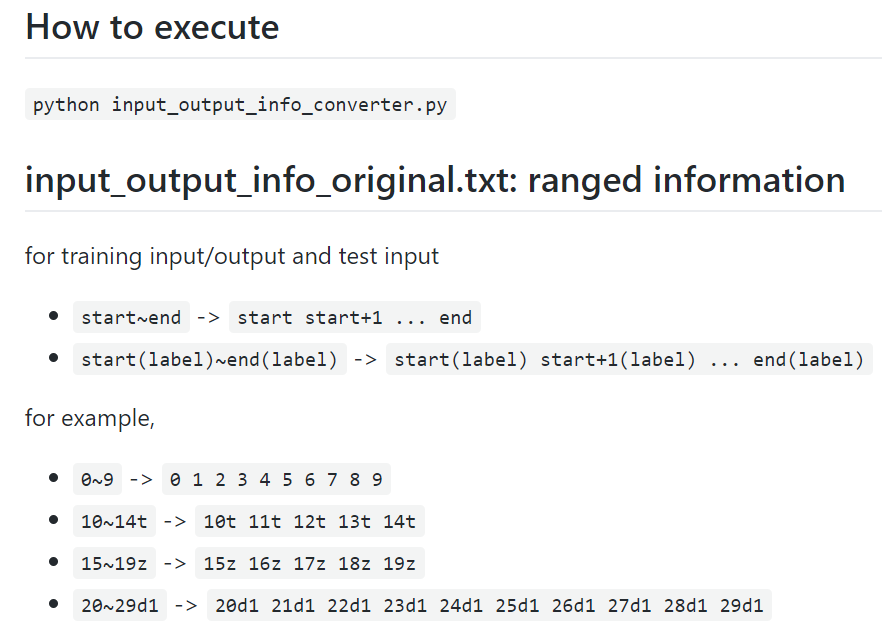 How to execute
python input_output_info_converter.py
input_output_info_original.txt: ranged information
for training input/output and test input
start~end -> start start+1 ... end
start(label)~end(label) -> start(label) start+1(label) ... end(label)
for example,
0~9 -> 0 1 2 3 4 5 6 7 8 9
10~14t -> 10t 11t 12t 13t 14t
15~19z -> 15z 16z 17z 18z 19z
20~29d1 -> 20d1 21d1 22d1 23d1 24d1 25d1 26d1 27d1 28d1 29d1